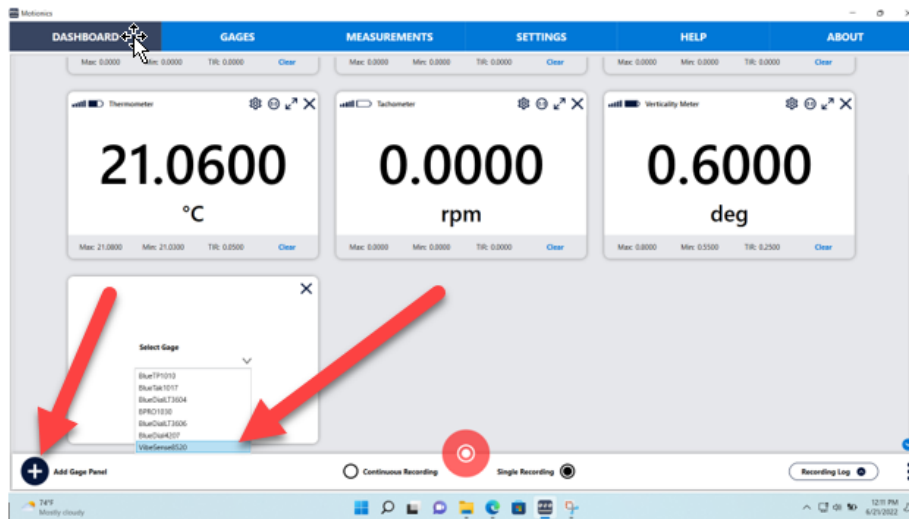 Motionics
DASHBOARD GAGES MEASUREMENTS SETTINGS HELP ABOUT
Max: 0.0000 Min: 0.0000 TIR: 0.0000 Clear Max: 0.0000 Min: 0.0000 TIR: 0.0000 Clear Max: 0.0000 Min: 0.0000 TIR: 0.0000 Clear
Thermometer
21.0600
°C
Max: 21.0800 Min: 21.0300 TIR: 0.0500 Clear
Tachometer
0.0000
rpm
Max: 0.0000 Min: 0.0000 TIR: 0.0000 Clear
Verticality Meter
0.6000
deg
Max: 0.8000 Min: 0.5500 TIR: 0.2500 Clear
Select Gage
BlueTP1010
BlueTak1017
BlueDialLT3604
BPRO1030
BlueDialLT3606
BlueDial4207
VibeSense8520
Add Gage Panel Continuous Recording Single Recording Recording Log
74°F
Mostly cloudy
12:11 PM
6/21/2022